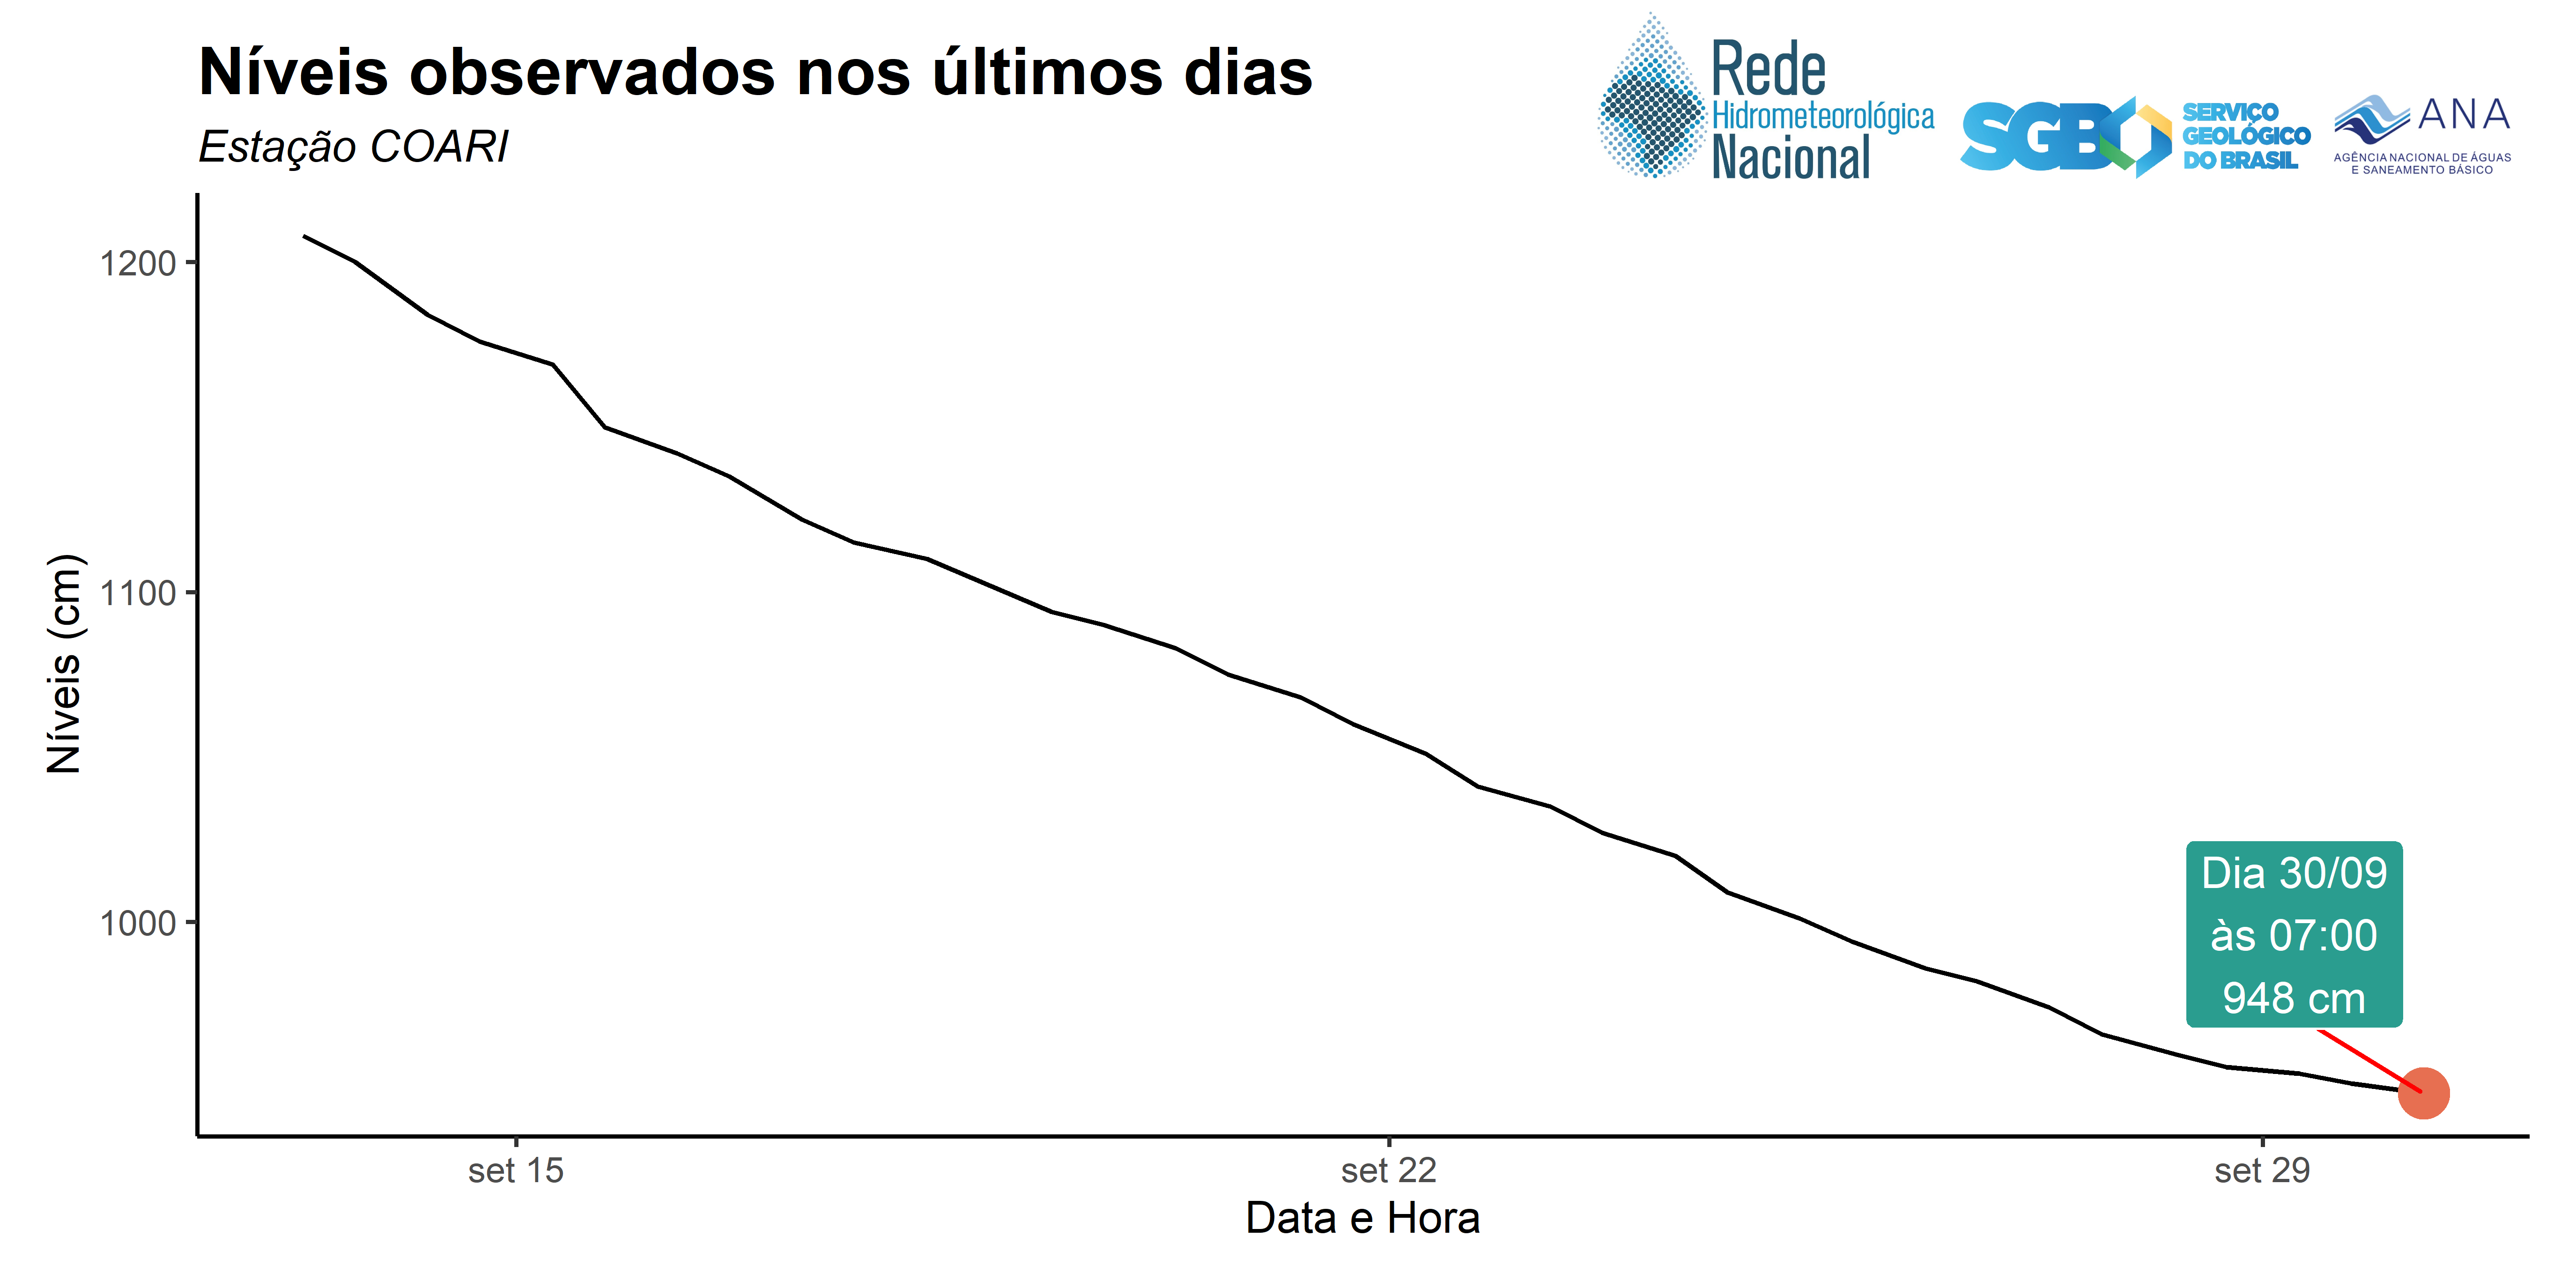 Níveis observados nos últimos dias
Estação COARI
Rede
Hidrometeorológica
Nacional
SGB
SERVIÇO
GEOLÓGICO
DO BRASIL
ANA
AGÊNCIA NACIONAL DE ÁGUAS
E SANEAMENTO BÁSICO
Níveis (cm)
1200
1100
1000
Dia 30/09
às 07:00
948 cm
set 15
set 22
set 29
Data e Hora